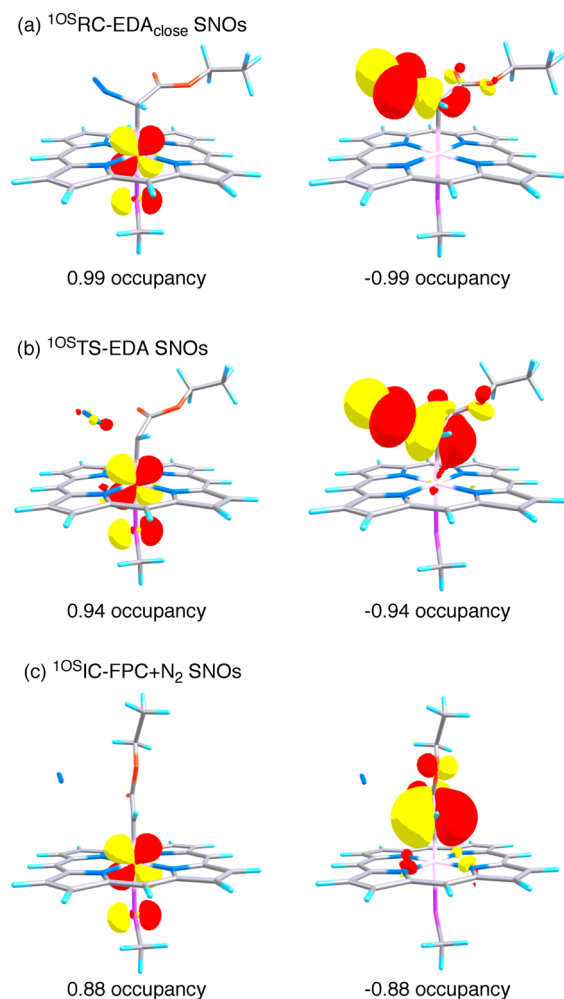 (a) ¹ᴼˢRC-EDA_close SNOs
0.99 occupancy -0.99 occupancy
(b) ¹ᴼˢTS-EDA SNOs
0.94 occupancy -0.94 occupancy
(c) ¹ᴼˢIC-FPC+N₂ SNOs
0.88 occupancy -0.88 occupancy